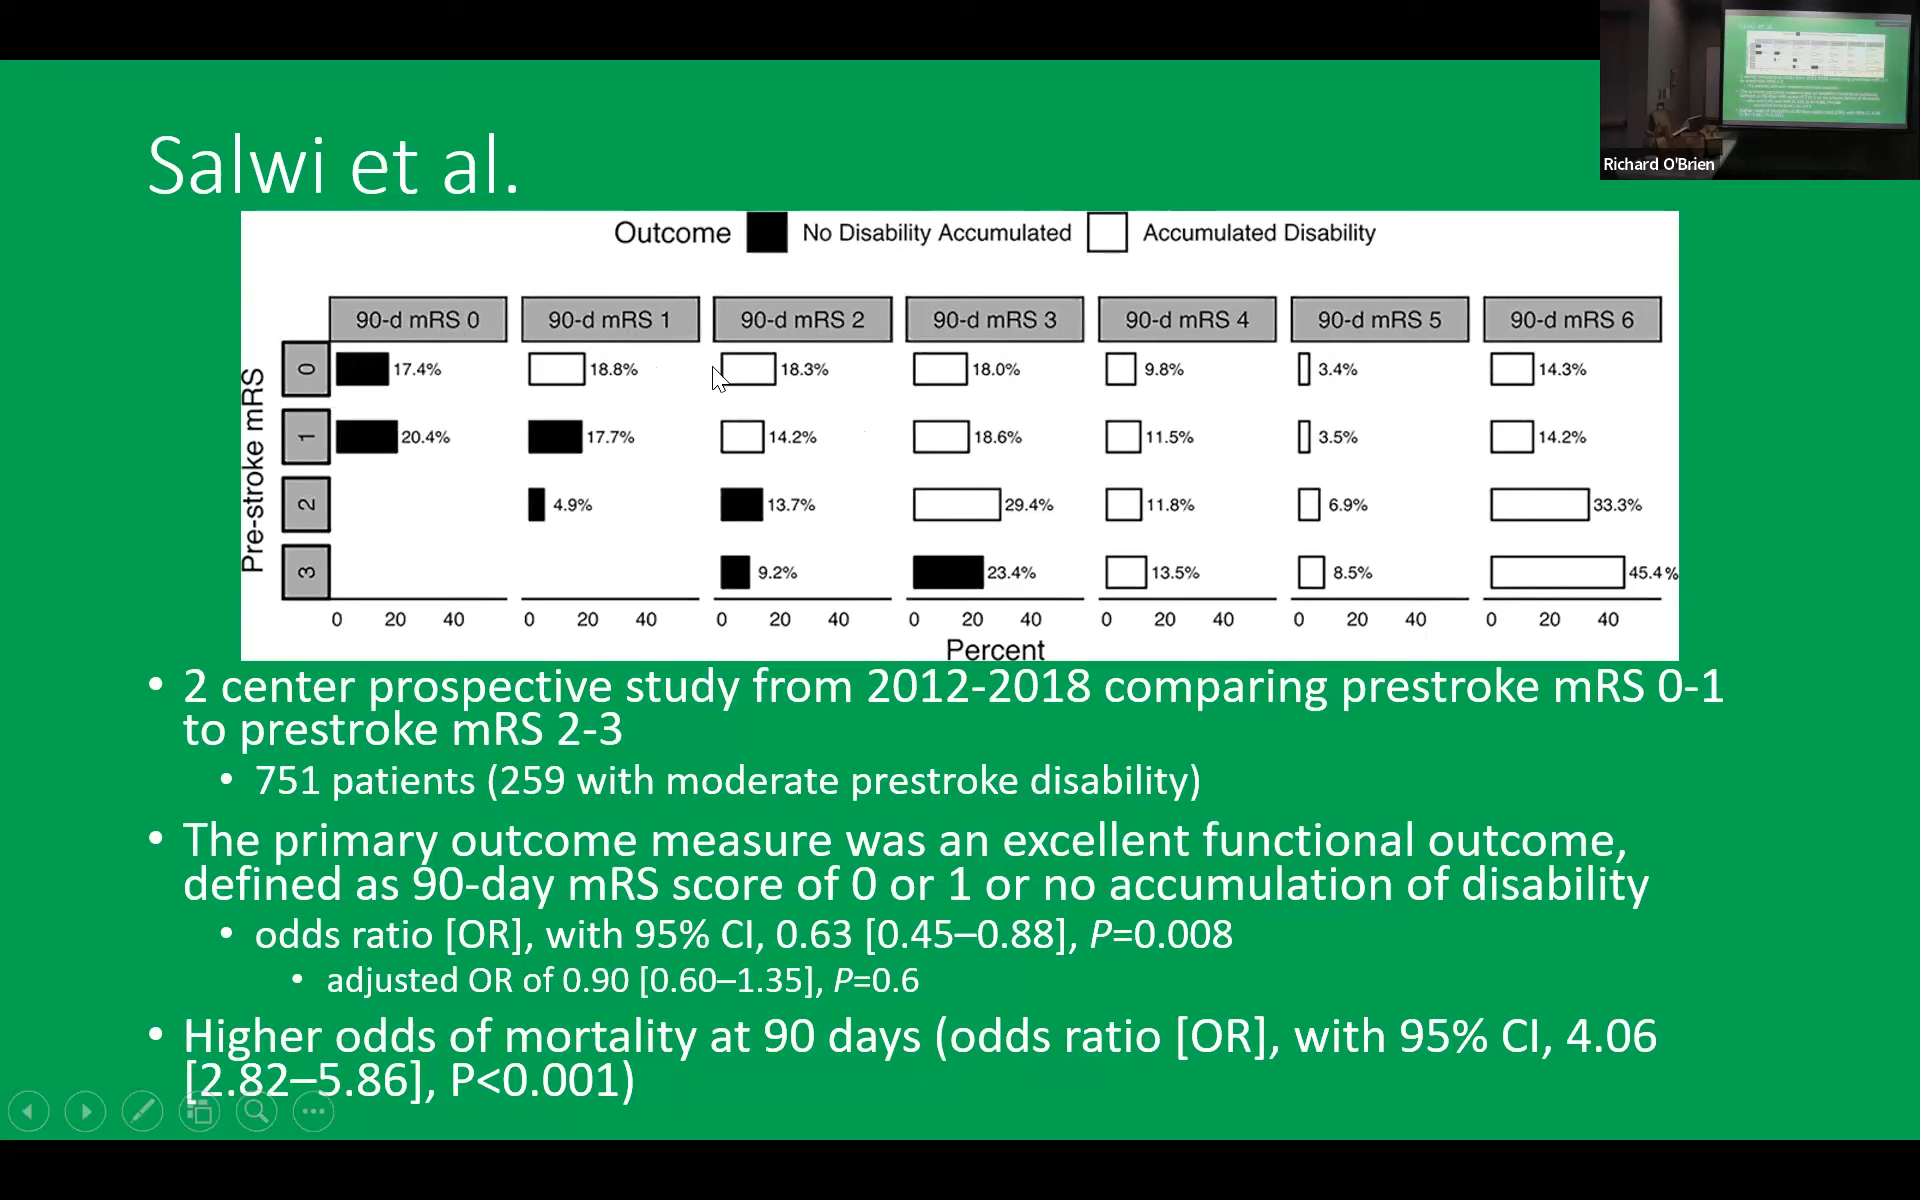 Richard O'Brien
Salwi et al.
Outcome No Disability Accumulated Accumulated Disability
90-d mRS 0 90-d mRS 1 90-d mRS 2 90-d mRS 3 90-d mRS 4 90-d mRS 5 90-d mRS 6
Pre-stroke mRS
0 17.4% 18.8% 18.3% 18.0% 9.8% 3.4% 14.3%
1 20.4% 17.7% 14.2% 18.6% 11.5% 3.5% 14.2%
2 4.9% 13.7% 29.4% 11.8% 6.9% 33.3%
3 9.2% 23.4% 13.5% 8.5% 45.4%
0 20 40 0 20 40 0 20 40 0 20 40 0 20 40 0 20 40 0 20 40
Percent
• 2 center prospective study from 2012-2018 comparing prestroke mRS 0-1
to prestroke mRS 2-3
• 751 patients (259 with moderate prestroke disability)
• The primary outcome measure was an excellent functional outcome,
defined as 90-day mRS score of 0 or 1 or no accumulation of disability
• odds ratio [OR], with 95% CI, 0.63 [0.45–0.88], P=0.008
• adjusted OR of 0.90 [0.60–1.35], P=0.6
• Higher odds of mortality at 90 days (odds ratio [OR], with 95% CI, 4.06
[2.82–5.86], P<0.001)